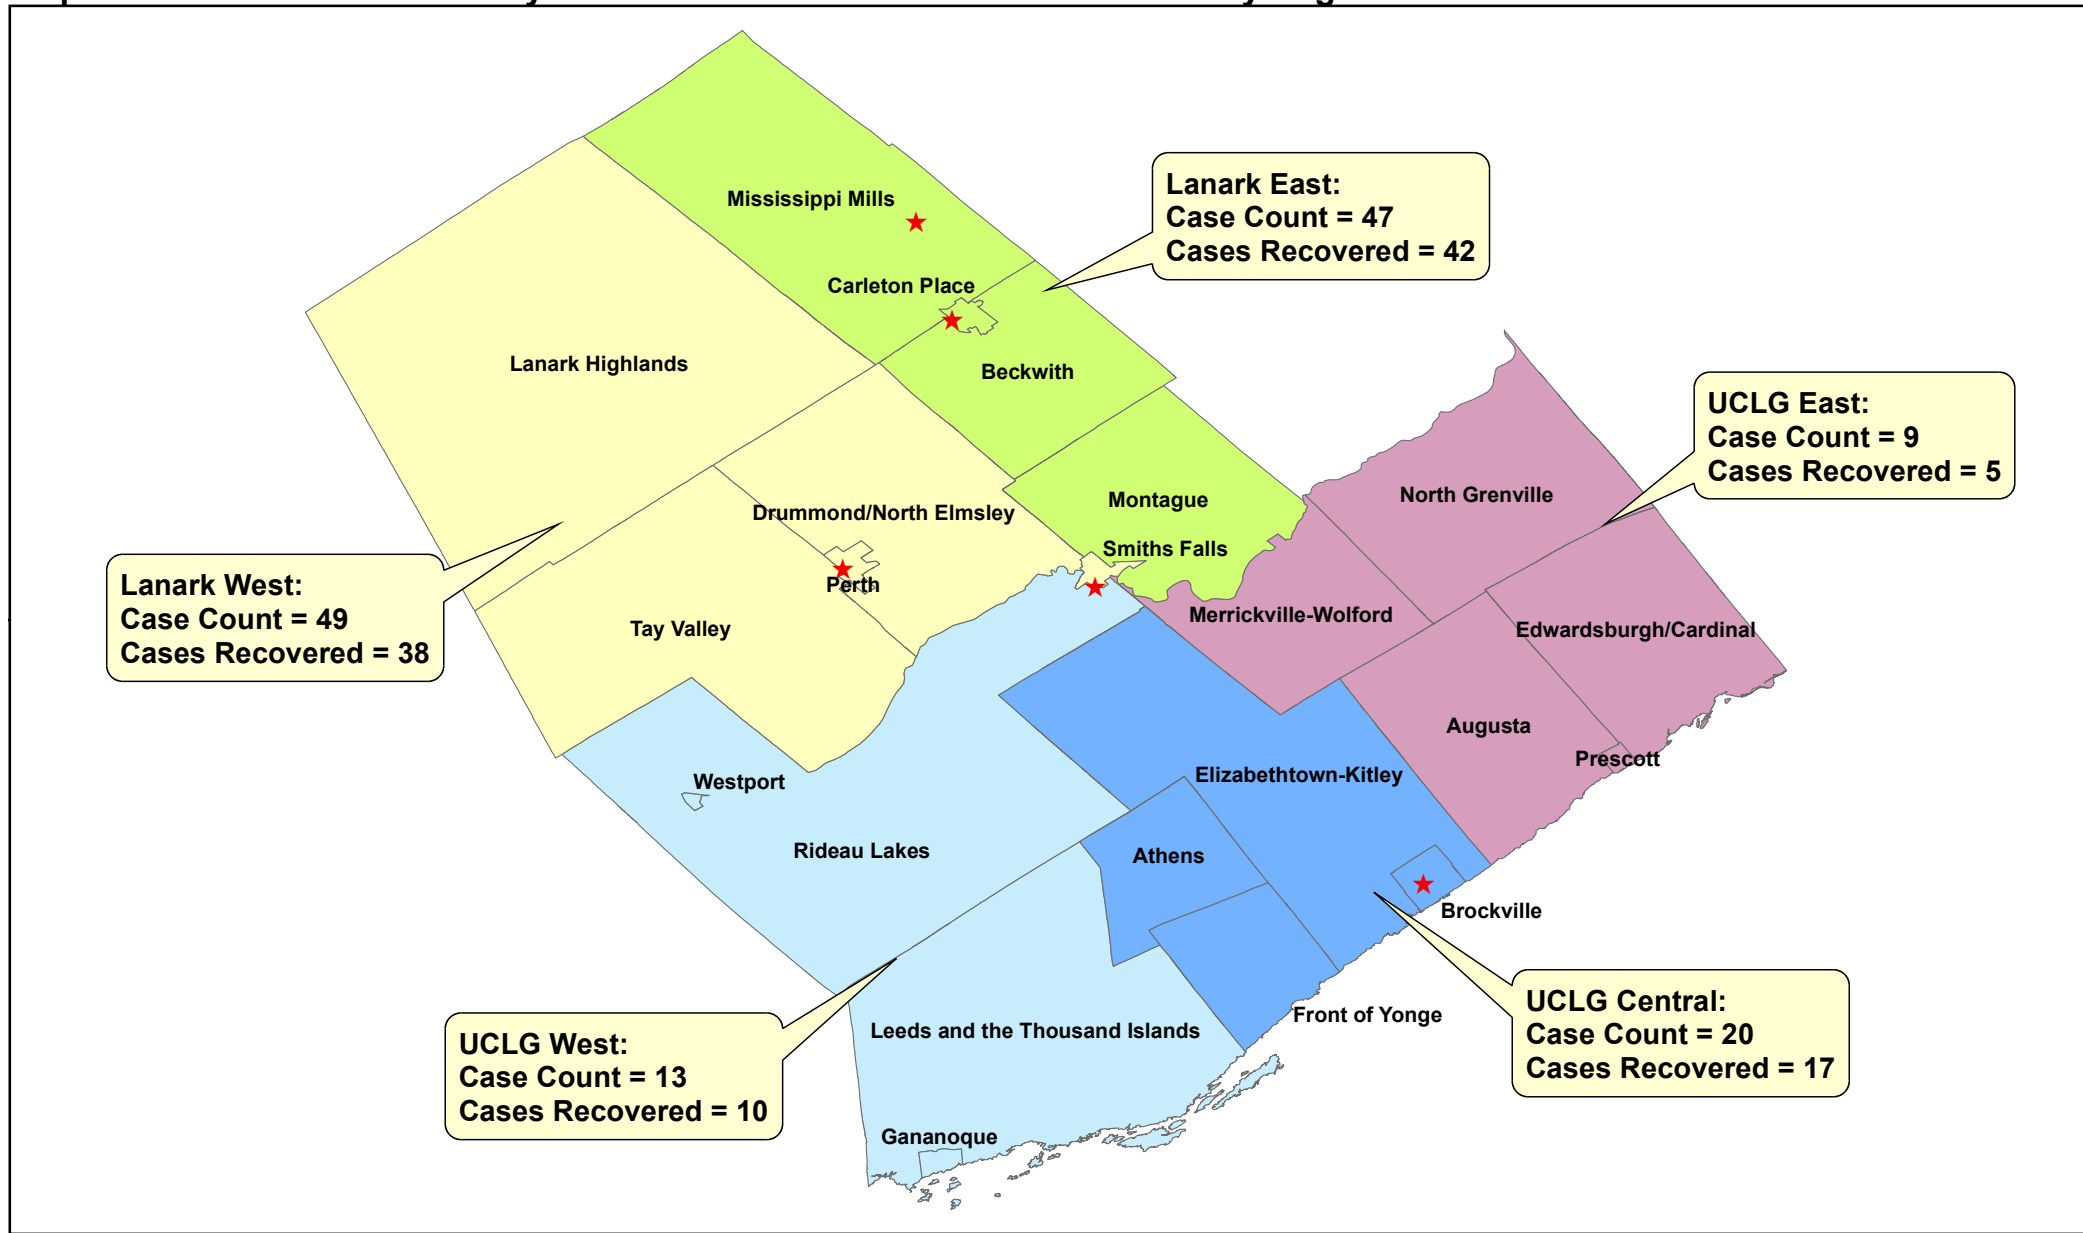 Mississippi Mills
Lanark East:
Case Count = 47
Cases Recovered = 42
Carleton Place
Lanark Highlands
Beckwith
UCLG East:
Case Count = 9
Cases Recovered = 5
North Grenville
Montague
Drummond/North Elmsley
Smiths Falls
Lanark West:
Case Count = 49
Cases Recovered = 38
Perth
Merrickville-Wolford
Tay Valley
Edwardsburgh/Cardinal
Augusta
Prescott
Westport
Elizabethtown-Kitley
Rideau Lakes
Athens
Brockville
UCLG Central:
Case Count = 20
Cases Recovered = 17
Front of Yonge
Leeds and the Thousand Islands
UCLG West:
Case Count = 13
Cases Recovered = 10
Gananoque